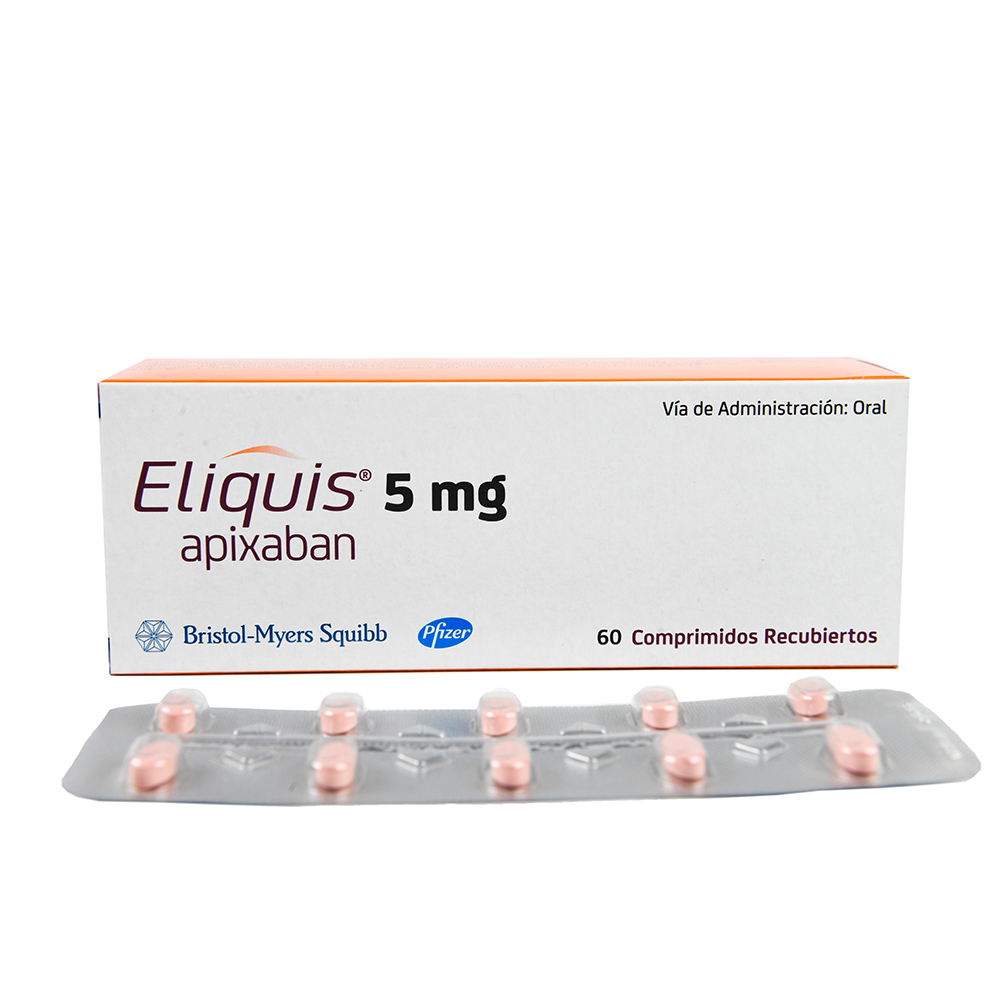 Vía de Administración: Oral
Eliquis® 5 mg
apixaban
Bristol-Myers Squibb
Pfizer
60 Comprimidos Recubiertos